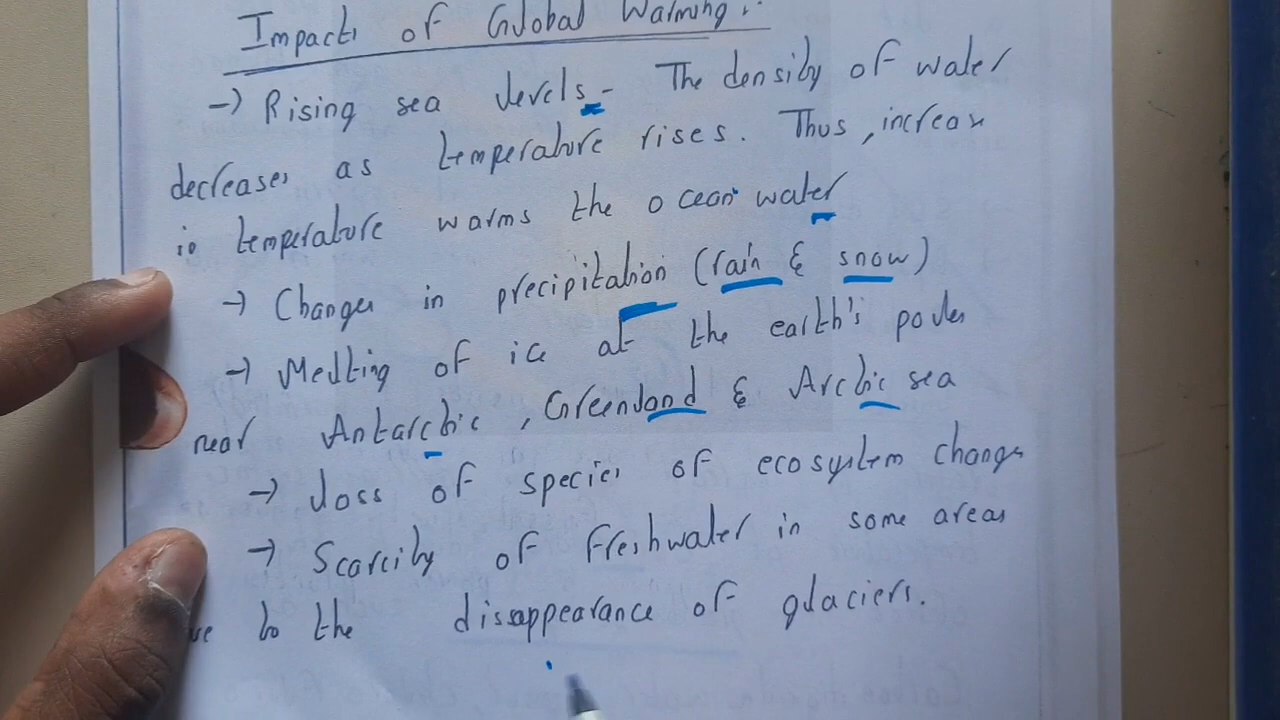 Impacts of Global Warming:-
→ Rising sea levels - The density of water
decreases as temperature rises. Thus, increase
in temperature warms the ocean water
→ Changes in precipitation (rain & snow)
→ Melting of ice at the earth's poles
near Antarctic, Greenland & Arctic sea
→ Loss of species of ecosystem changes
→ Scarcity of freshwater in some areas
to the disappearance of glaciers.